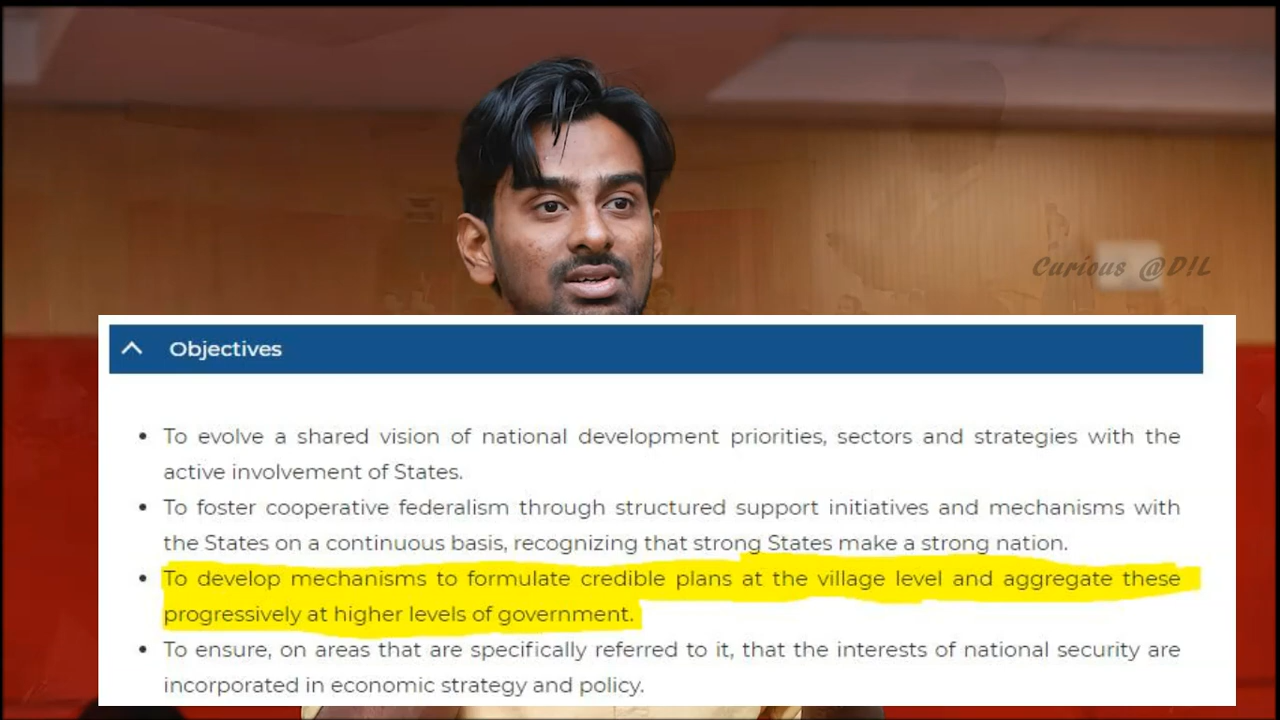 Curious @D!L
Objectives
To evolve a shared vision of national development priorities, sectors and strategies with the
active involvement of States.
To foster cooperative federalism through structured support initiatives and mechanisms with
the States on a continuous basis, recognizing that strong States make a strong nation.
To develop mechanisms to formulate credible plans at the village level and aggregate these
progressively at higher levels of government.
To ensure, on areas that are specifically referred to it, that the interests of national security are
incorporated in economic strategy and policy.